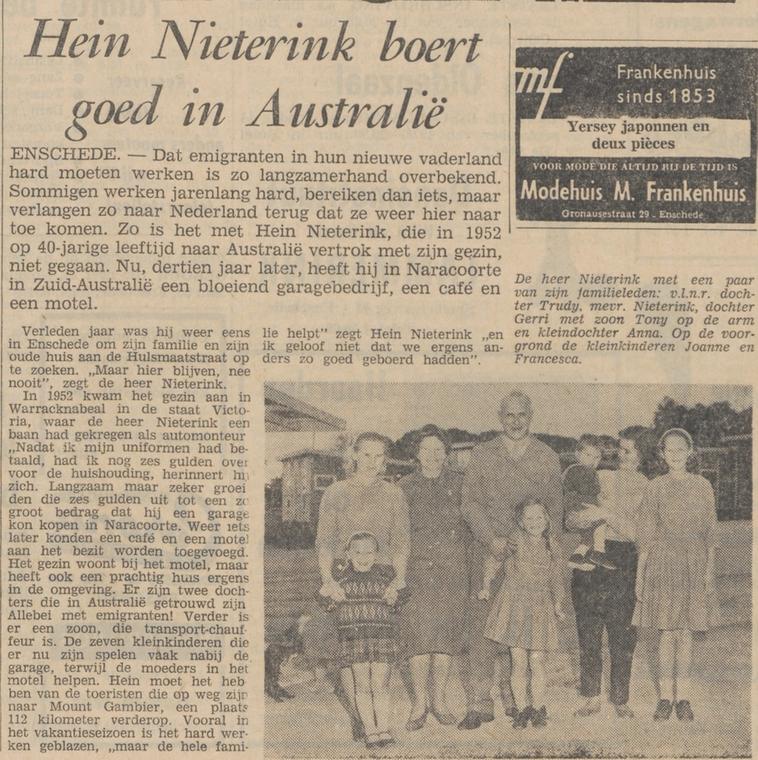 Hein Nieterink boert
goed in Australië
ENSCHEDE. — Dat emigranten in hun nieuwe vaderland
hard moeten werken is zo langzamerhand overbekend.
Sommigen werken jarenlang hard, bereiken dan iets, maar
verlangen zo naar Nederland terug dat ze weer hier naar
toe komen. Zo is het met Hein Nieterink, die in 1952
op 40-jarige leeftijd naar Australië vertrok met zijn gezin,
niet gegaan. Nu, dertien jaar later, heeft hij in Naracoorte
in Zuid-Australië een bloeiend garagebedrijf, een café en
een motel.
Verleden jaar was hij weer eens
in Enschede om zijn familie en zijn
oude huis aan de Hulsmaatstraat op
te zoeken. „Maar hier blijven, nee
nooit”, zegt de heer Nieterink.
In 1952 kwam het gezin aan in
Warracknabeal in de staat Victo-
ria, waar de heer Nieterink een
baan had gekregen als automonteur
„Nadat ik mijn uniformen had be-
taald, had ik nog zes gulden over
voor de huishouding, herinnert hij
zich. Langzaam maar zeker groei
den die zes gulden uit tot een zo
groot bedrag dat hij een garage
kon kopen in Naracoorte. Weer iets
later konden een café en een motel
aan het bezit worden toegevoegd.
Het gezin woont bij het motel, maar
heeft ook een prachtig huis ergens
in de omgeving. Er zijn twee doch-
ters die in Australië getrouwd zijn
Allebei met emigranten! Verder is
er een zoon, die transport-chauf-
feur is. De zeven kleinkinderen die
er nu zijn spelen vaak nabij de
garage, terwijl de moeders in het
motel helpen. Hein moet het heb
ben van de toeristen die op weg zijn
naar Mount Gambier, een plaats
112 kilometer verderop. Vooral in
het vakantieseizoen is het hard wer-
ken geblazen, „maar de hele fami-
lie helpt” zegt Hein Nieterink „en
ik geloof niet dat we ergens an-
ders zo goed geboerd hadden”.
mf
Frankenhuis
sinds 1853
Yersey japonnen en
deux pièces
VOOR MODE DIE ALTIJD BIJ DE TIJD IS
Modehuis M. Frankenhuis
Gronausestraat 29 - Enschede
De heer Nieterink met een paar
van zijn familieleden: v.l.n.r. doch-
ter Trudy, mevr. Nieterink, dochter
Gerri met zoon Tony op de arm
en kleindochter Anna. Op de voor-
grond de kleinkinderen Joanne en
Francesca.